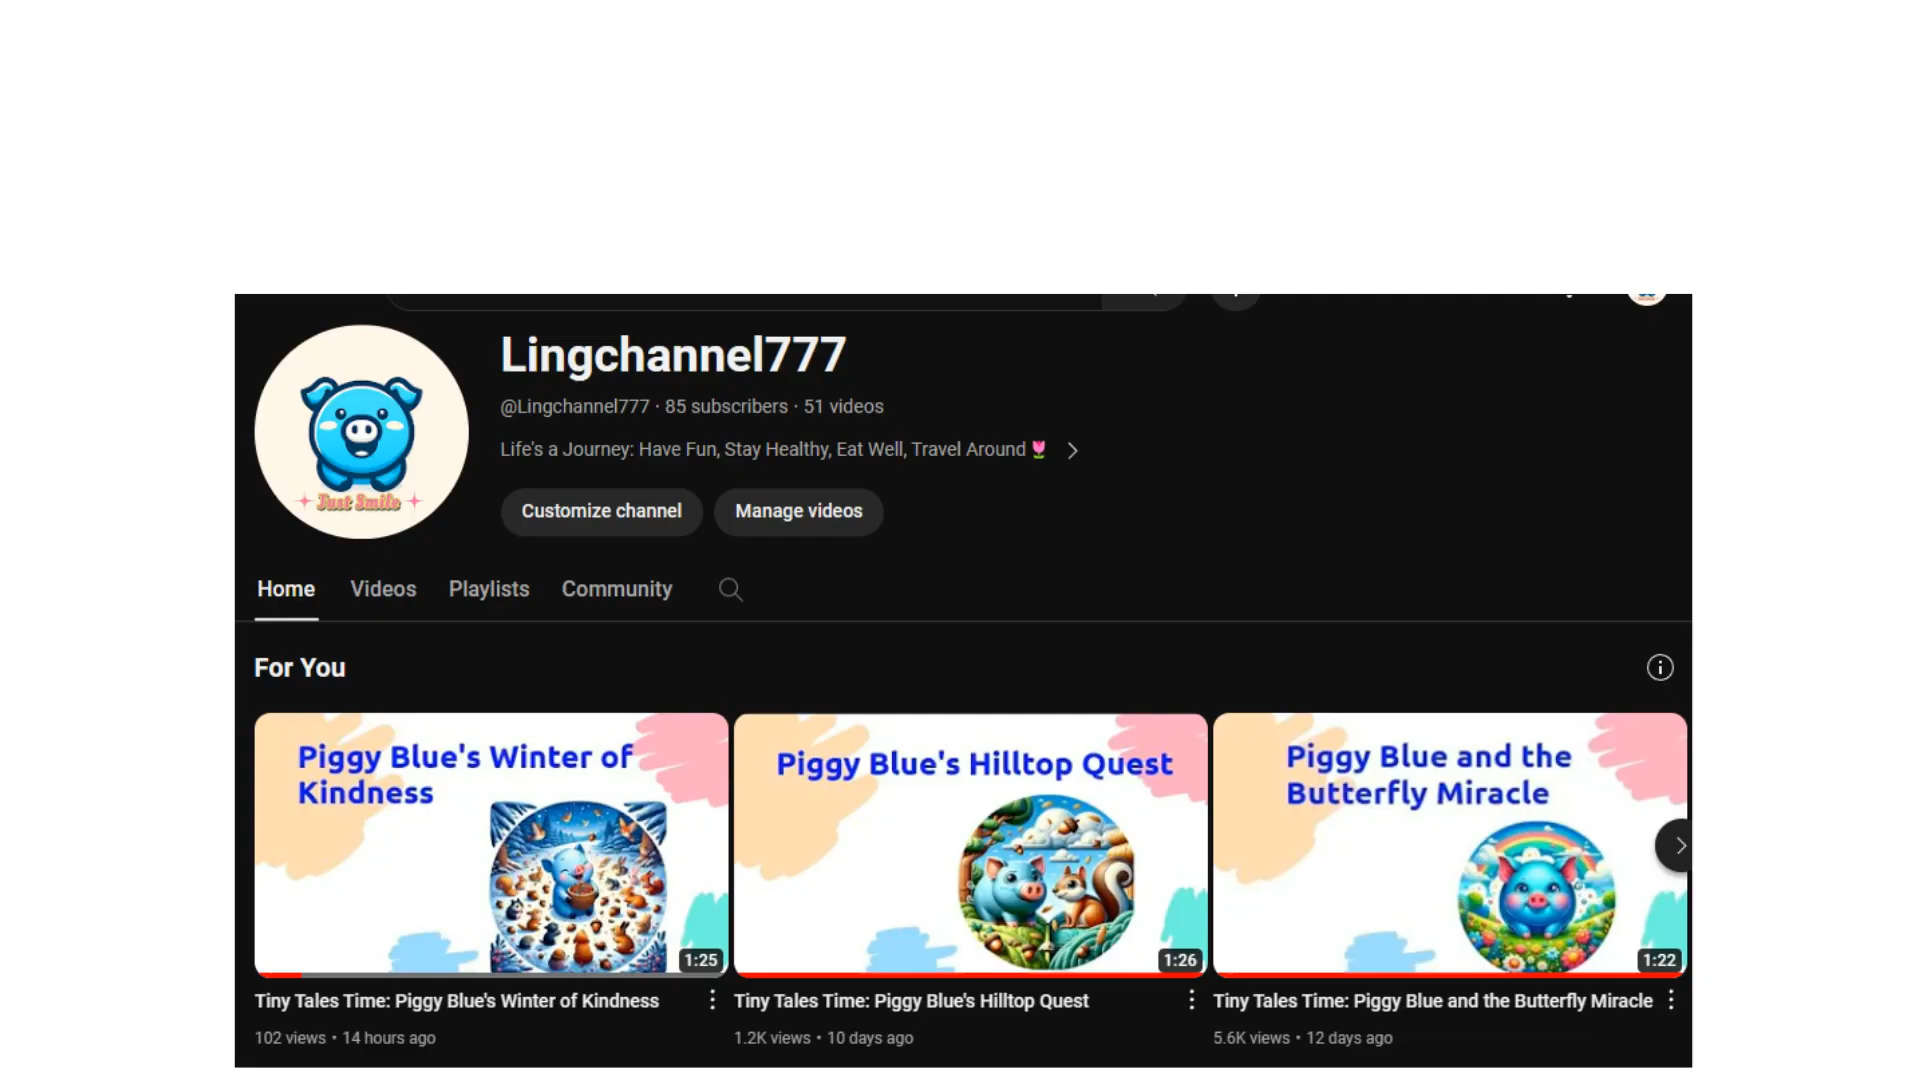 Lingchannel777
@Lingchannel777 · 85 subscribers · 51 videos
Life's a Journey: Have Fun, Stay Healthy, Eat Well, Travel Around🌷
Just Smile
Customize channel
Manage videos
Home
Videos
Playlists
Community
For You
Piggy Blue's Winter of
Kindness
1:25
Piggy Blue's Hilltop Quest
1:26
Piggy Blue and the
Butterfly Miracle
1:22
Tiny Tales Time: Piggy Blue's Winter of Kindness
102 views • 14 hours ago
Tiny Tales Time: Piggy Blue's Hilltop Quest
1.2K views • 10 days ago
Tiny Tales Time: Piggy Blue and the Butterfly Miracle
5.6K views • 12 days ago